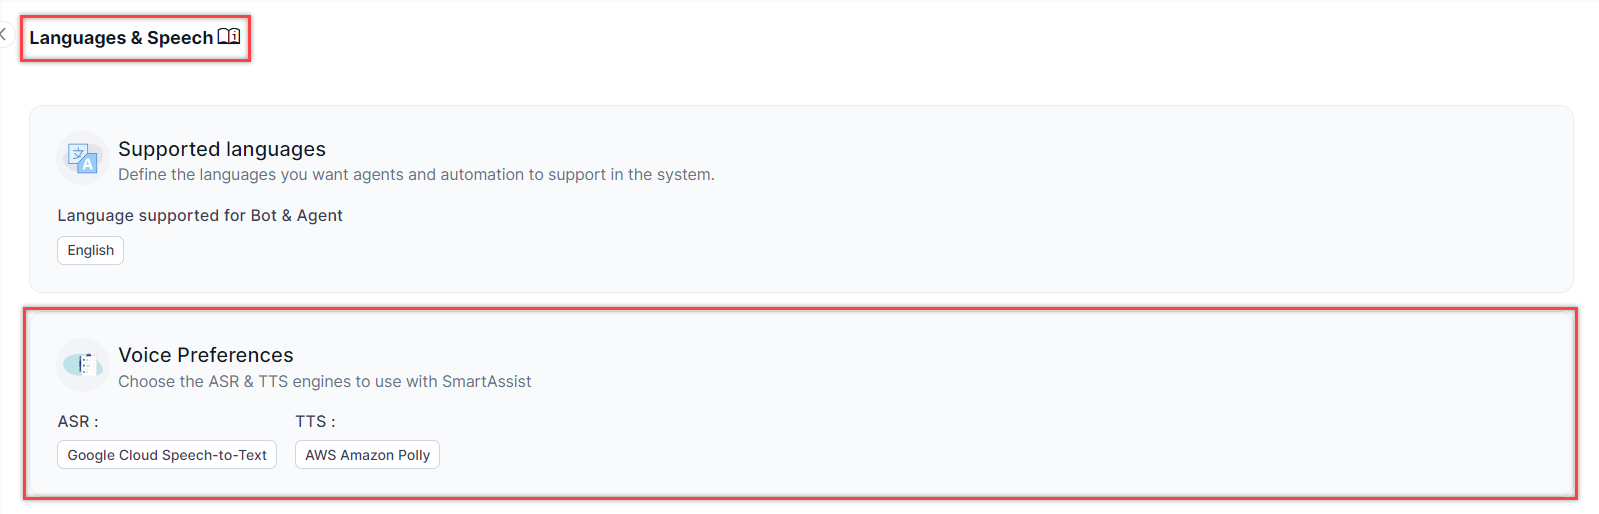 Languages & Speech
Supported languages
Define the languages you want agents and automation to support in the system.
Language supported for Bot & Agent
English
Voice Preferences
Choose the ASR & TTS engines to use with SmartAssist
ASR : TTS :
Google Cloud Speech-to-Text AWS Amazon Polly